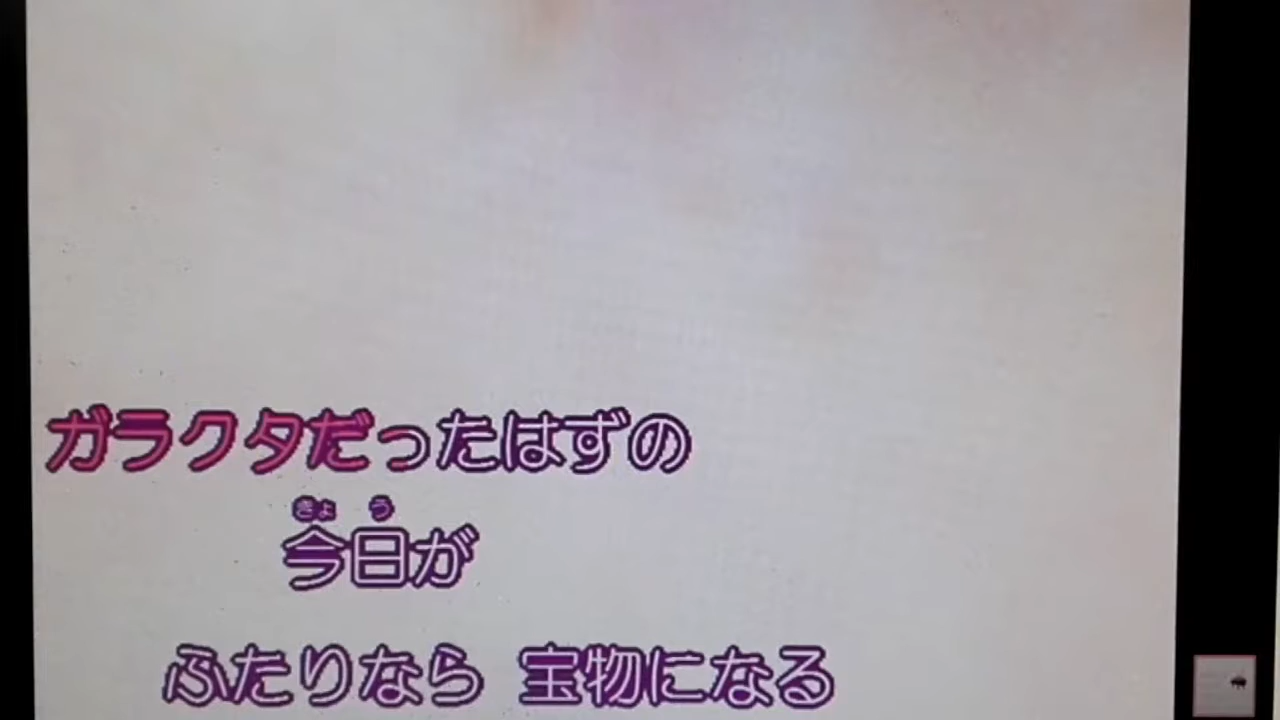 ガラクタだったはずの
きょう
今日が
ふたりなら 宝物になる